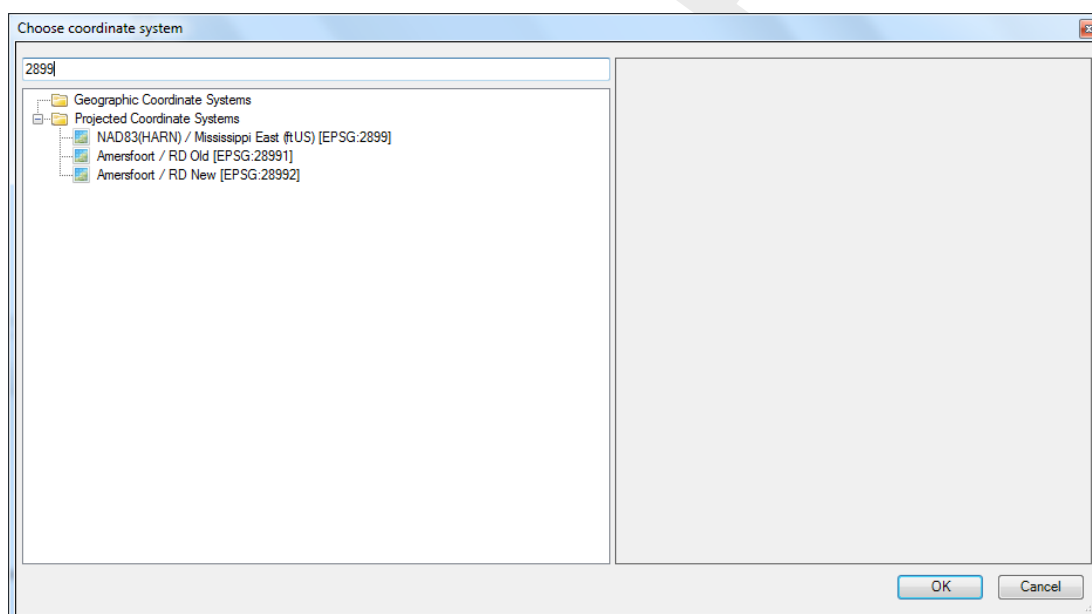 Choose coordinate system
2899
Geographic Coordinate Systems
Projected Coordinate Systems
NAD83(HARN) / Mississippi East (ftUS) [EPSG:2899]
Amersfoort / RD Old [EPSG:28991]
Amersfoort / RD New [EPSG:28992]
OK Cancel